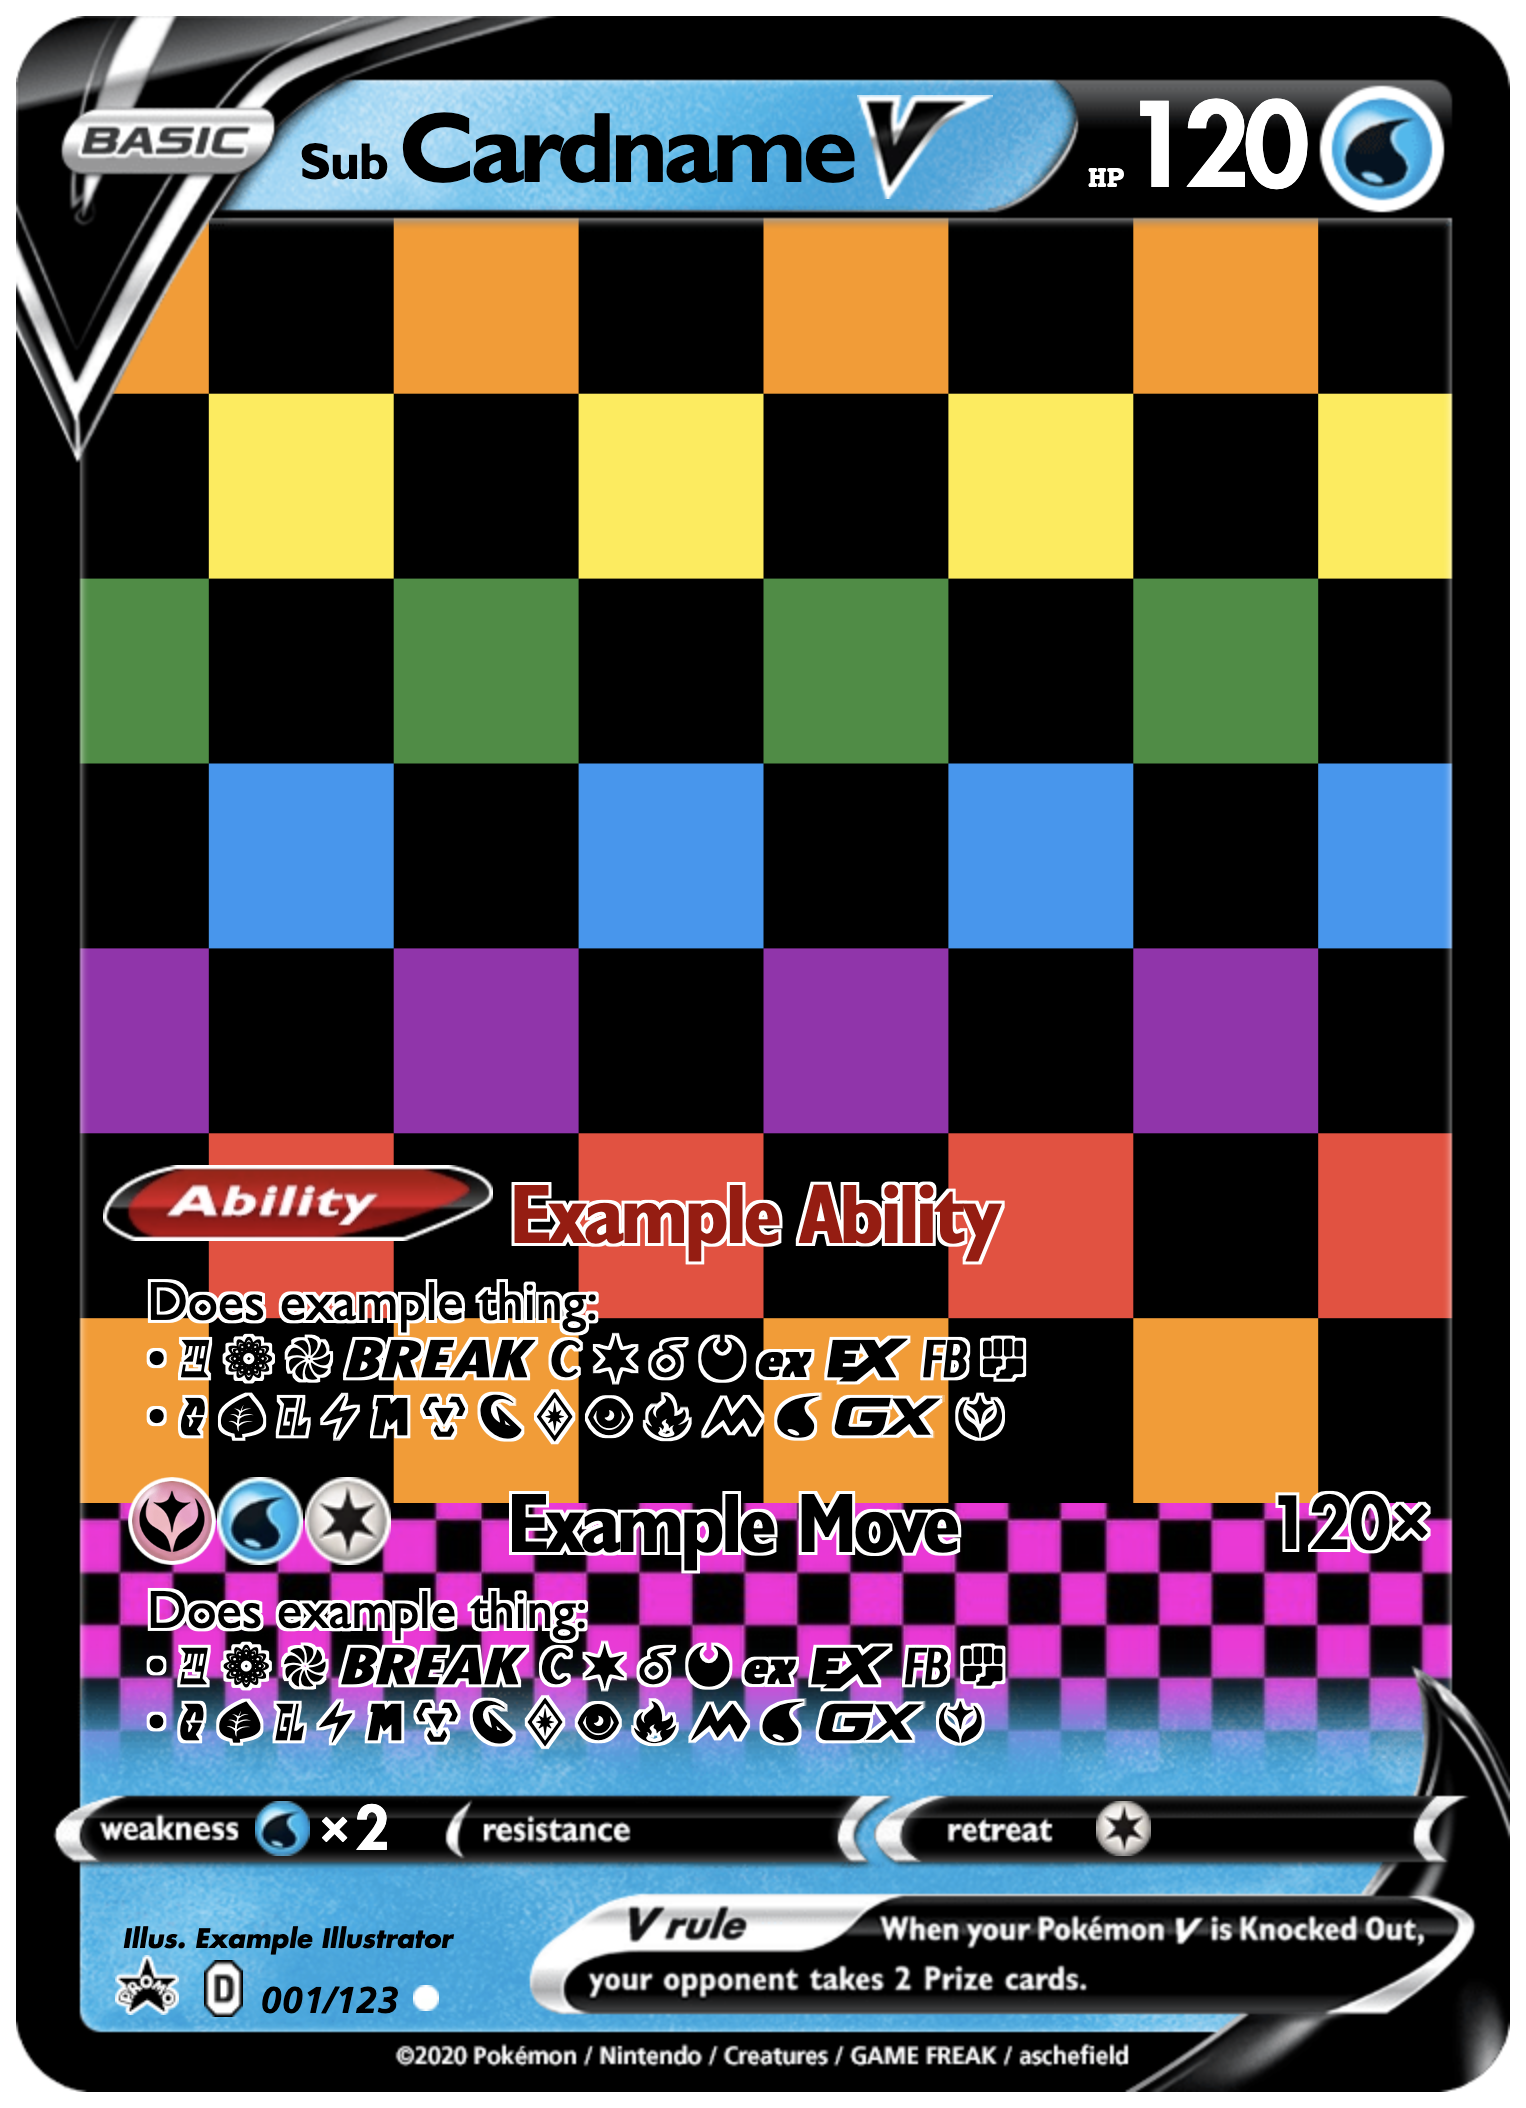 BASIC
Sub Cardname V HP 120
Ability Example Ability
Does example thing:
• BREAK C δ ex EX FB
• G GL M GX
Example Move 120×
Does example thing:
• BREAK C δ ex EX FB
• G GL M GX
weakness ×2 resistance retreat
V rule When your Pokémon V is Knocked Out,
your opponent takes 2 Prize cards.
Illus. Example Illustrator
PROMO D 001/123
©2020 Pokémon / Nintendo / Creatures / GAME FREAK / aschefield